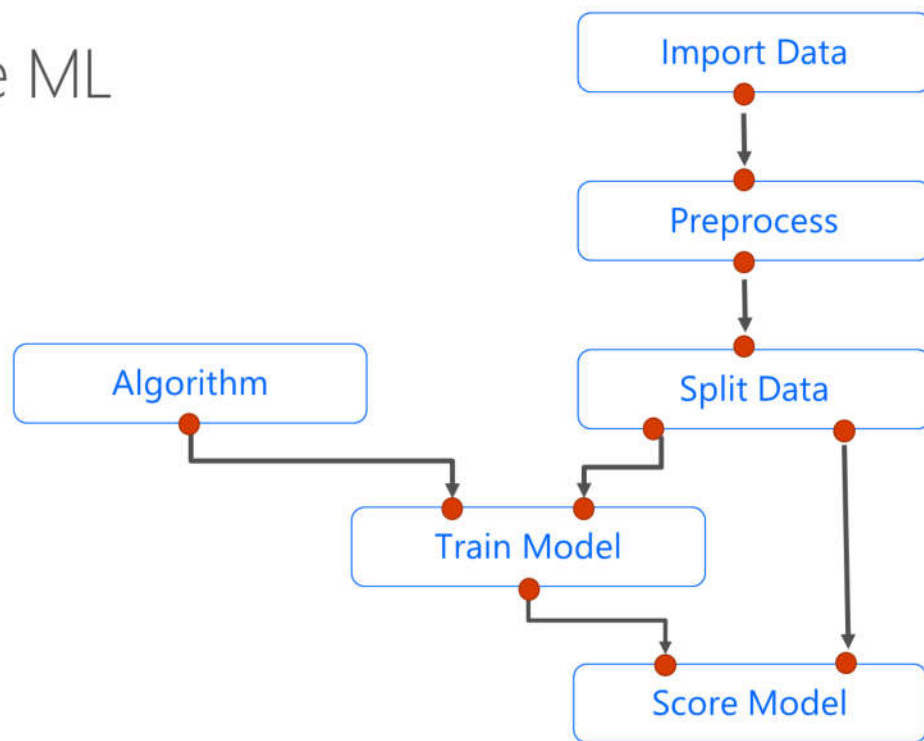 e ML
Import Data
Preprocess
Algorithm
Split Data
Train Model
Score Model